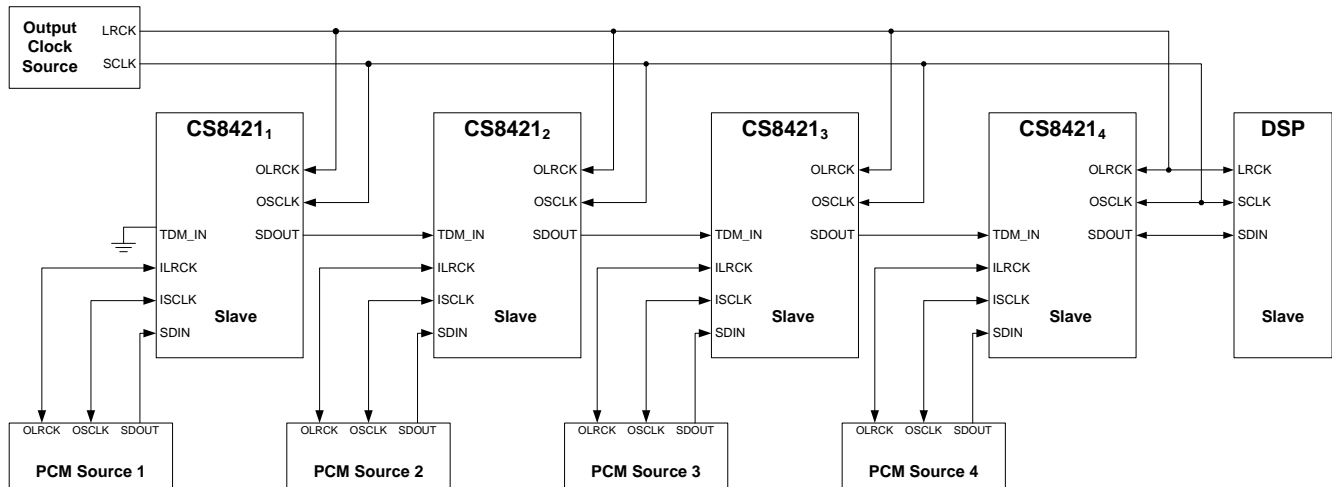 Output
Clock
Source
LRCK
SCLK
CS8421₁
OLRCK
OSCLK
TDM_IN
SDOUT
ILRCK
ISCLK
Slave
SDIN
CS8421₂
OLRCK
OSCLK
TDM_IN
SDOUT
ILRCK
ISCLK
Slave
SDIN
CS8421₃
OLRCK
OSCLK
TDM_IN
SDOUT
ILRCK
ISCLK
Slave
SDIN
CS8421₄
OLRCK
OSCLK
TDM_IN
SDOUT
ILRCK
ISCLK
Slave
SDIN
DSP
LRCK
SCLK
SDIN
Slave
OLRCK OSCLK SDOUT
PCM Source 1
OLRCK OSCLK SDOUT
PCM Source 2
OLRCK OSCLK SDOUT
PCM Source 3
OLRCK OSCLK SDOUT
PCM Source 4